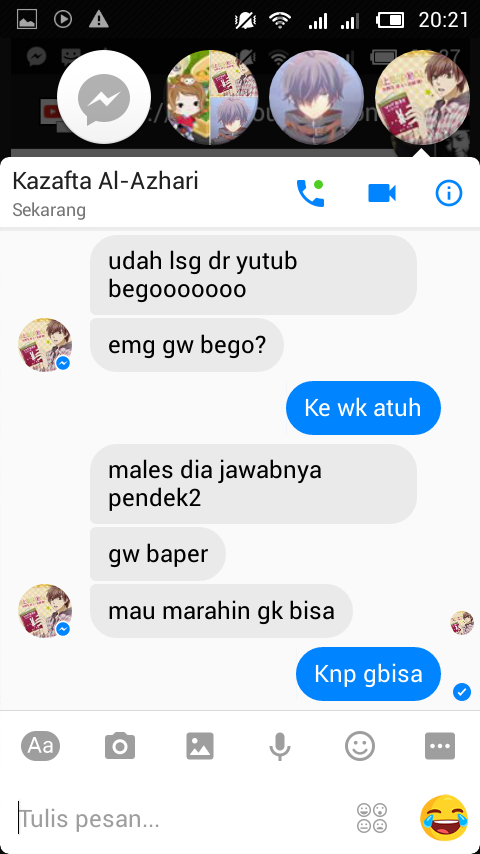 20:21
Kazafta Al-Azhari
Sekarang
udah lsg dr yutub
begooooooo
emg gw bego?
Ke wk atuh
males dia jawabnya
pendek2
gw baper
mau marahin gk bisa
Knp gbisa
Aa
Tulis pesan...